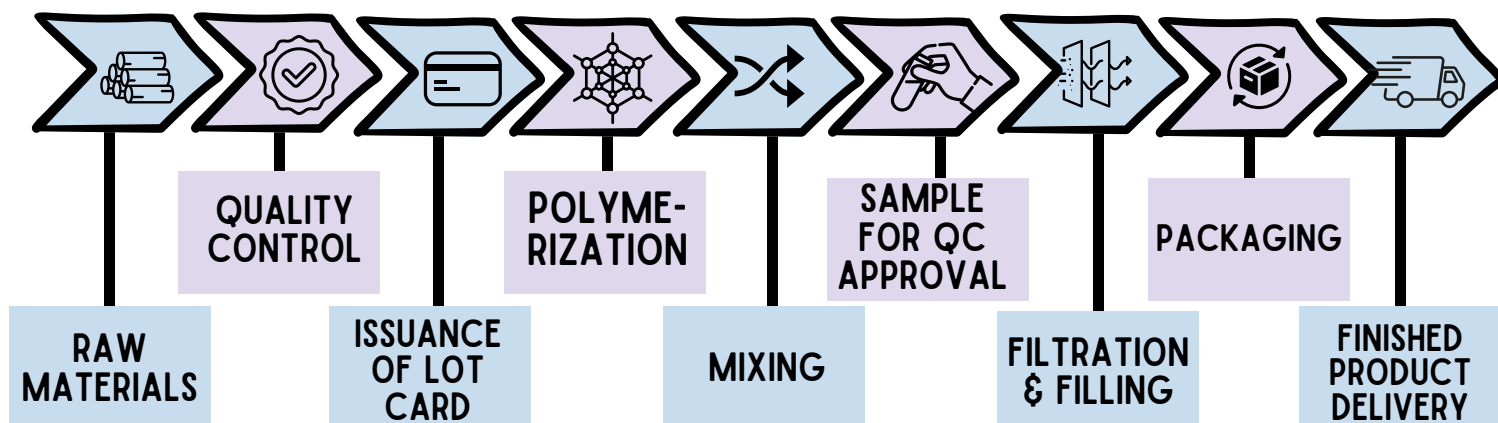 RAW
MATERIALS
QUALITY
CONTROL
ISSUANCE
OF LOT
CARD
POLYME-
RIZATION
MIXING
SAMPLE
FOR QC
APPROVAL
FILTRATION
& FILLING
PACKAGING
FINISHED
PRODUCT
DELIVERY